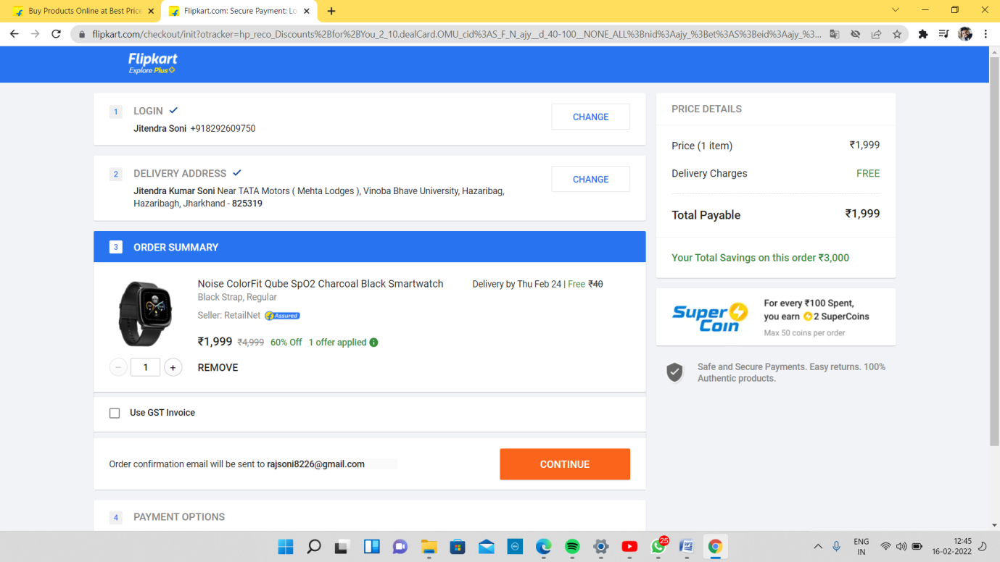 Buy Products Online at Best Price
Flipkart.com: Secure Payment: Lo
flipkart.com/checkout/init?otracker=hp_reco_Discounts%2Bfor%2BYou_2_10.dealCard.OMU_cid%3AS_F_N_ajy__d_40-100__NONE_ALL%3Bnid%3Aajy_%3Bet%3AS%3Beid%3Aajy_%3...
Flipkart
Explore Plus
1 LOGIN
Jitendra Soni +918292609750
CHANGE
2 DELIVERY ADDRESS
Jitendra Kumar Soni Near TATA Motors ( Mehta Lodges ), Vinoba Bhave University, Hazaribag,
Hazaribagh, Jharkhand - 825319
CHANGE
3 ORDER SUMMARY
Noise ColorFit Qube SpO2 Charcoal Black Smartwatch
Black Strap, Regular
Seller: RetailNet Assured
₹1,999 ₹4,999 60% Off 1 offer applied
Delivery by Thu Feb 24 | Free ₹40
− 1 + REMOVE
Use GST Invoice
Order confirmation email will be sent to rajsoni8226@gmail.com
CONTINUE
4 PAYMENT OPTIONS
PRICE DETAILS
Price (1 item) ₹1,999
Delivery Charges FREE
Total Payable ₹1,999
Your Total Savings on this order ₹3,000
Super Coin
For every ₹100 Spent,
you earn 2 SuperCoins
Max 50 coins per order
Safe and Secure Payments. Easy returns. 100%
Authentic products.
25
ENG
IN
12:45
16-02-2022